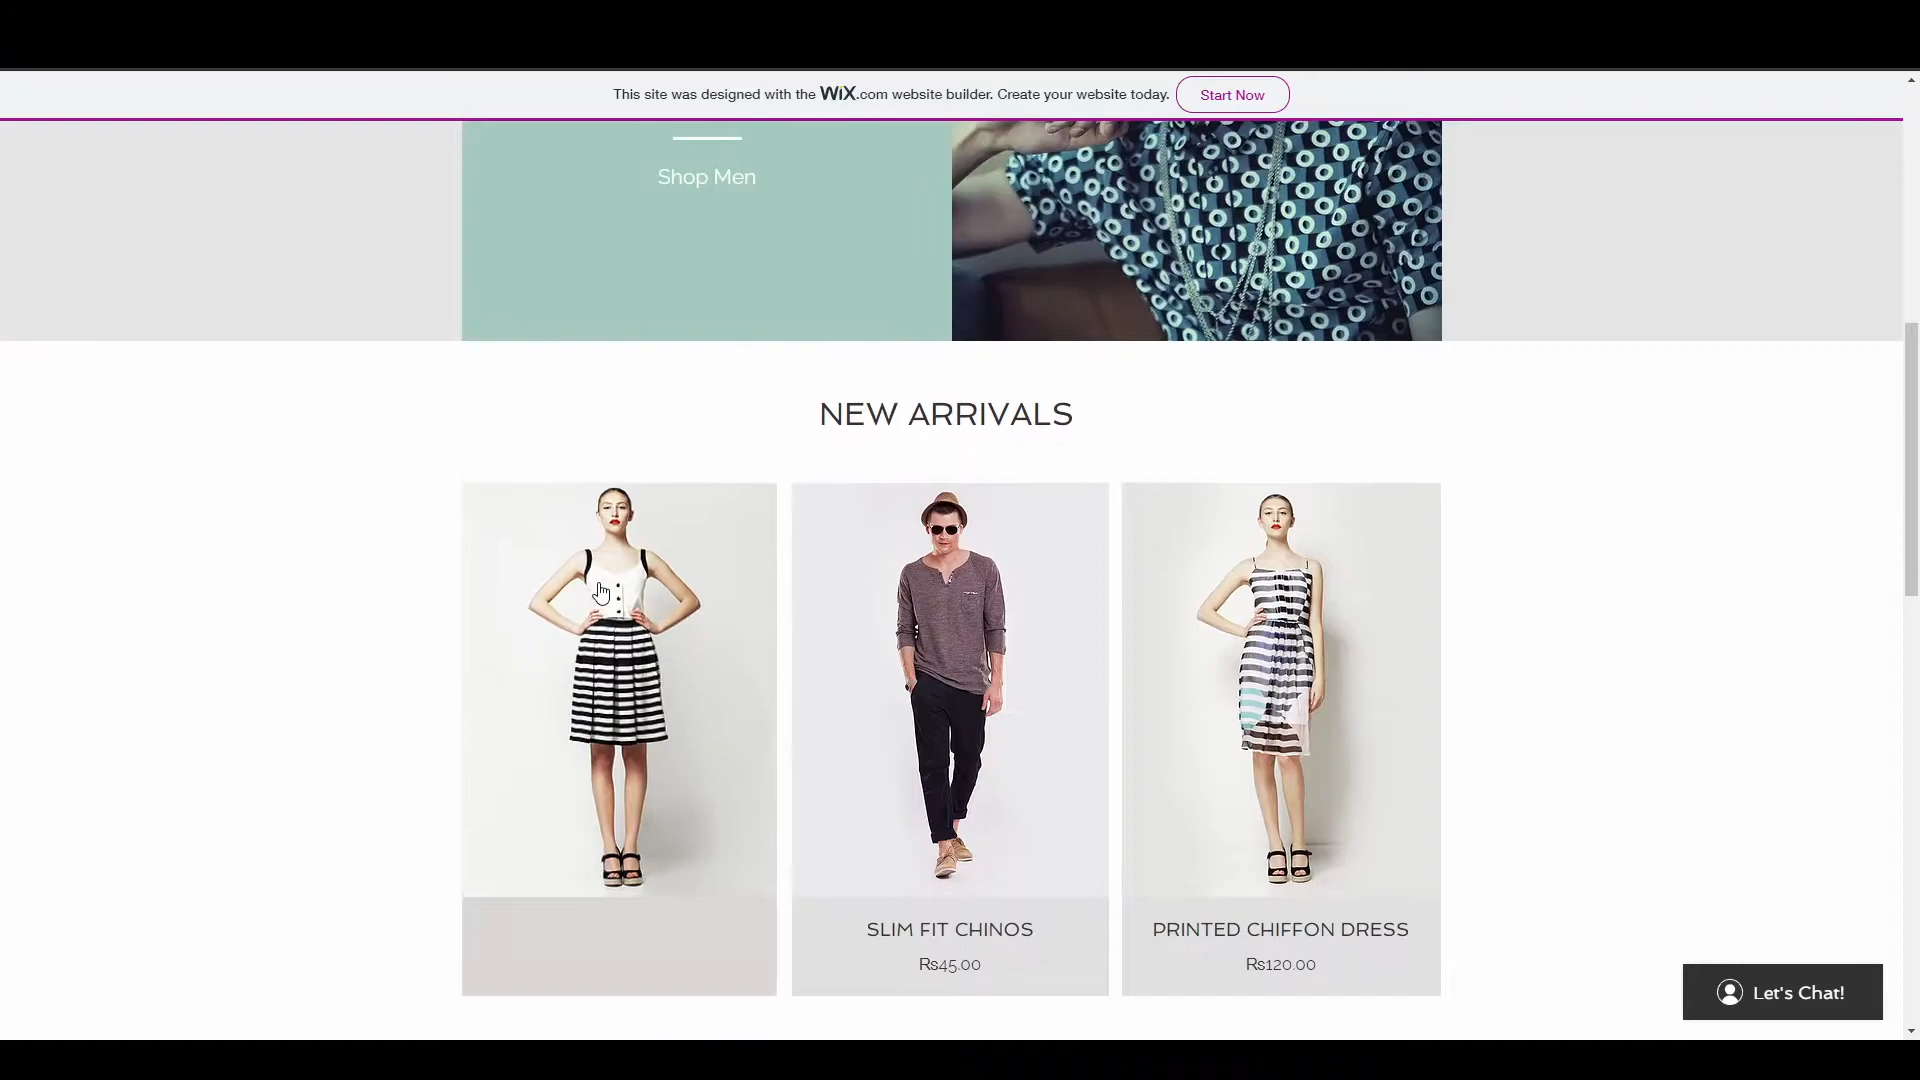 This site was designed with the WiX.com website builder. Create your website today. Start Now
Shop Men
NEW ARRIVALS
SLIM FIT CHINOS
PRINTED CHIFFON DRESS
₨45.00
₨120.00
Let's Chat!